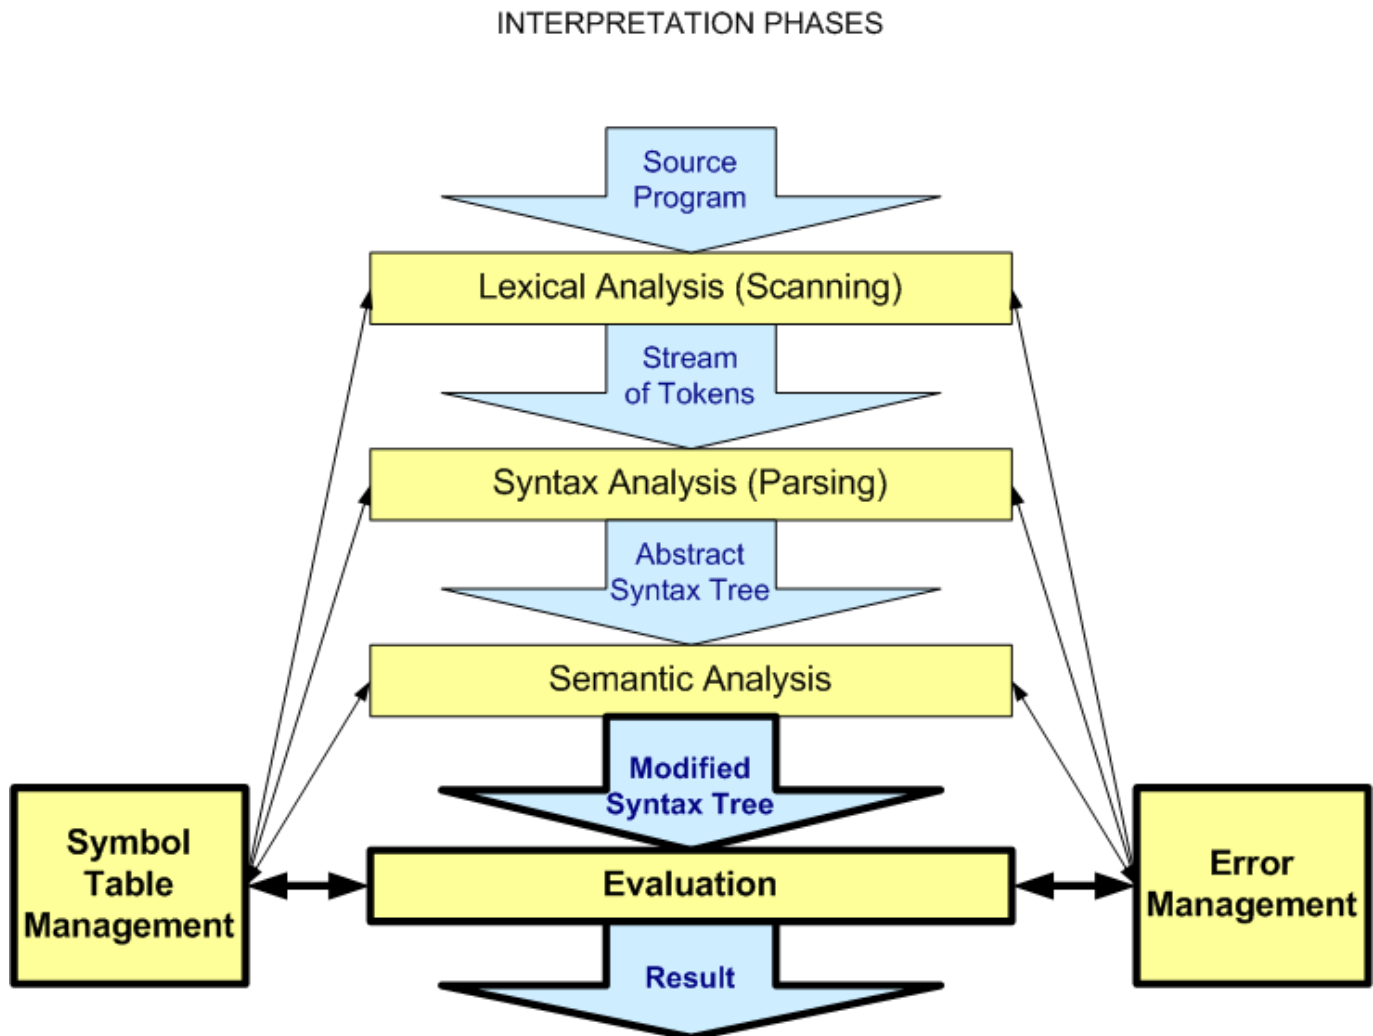 INTERPRETATION PHASES
Source
Program
Lexical Analysis (Scanning)
Stream
of Tokens
Syntax Analysis (Parsing)
Abstract
Syntax Tree
Semantic Analysis
Modified
Syntax Tree
Symbol
Table
Management
Evaluation
Error
Management
Result